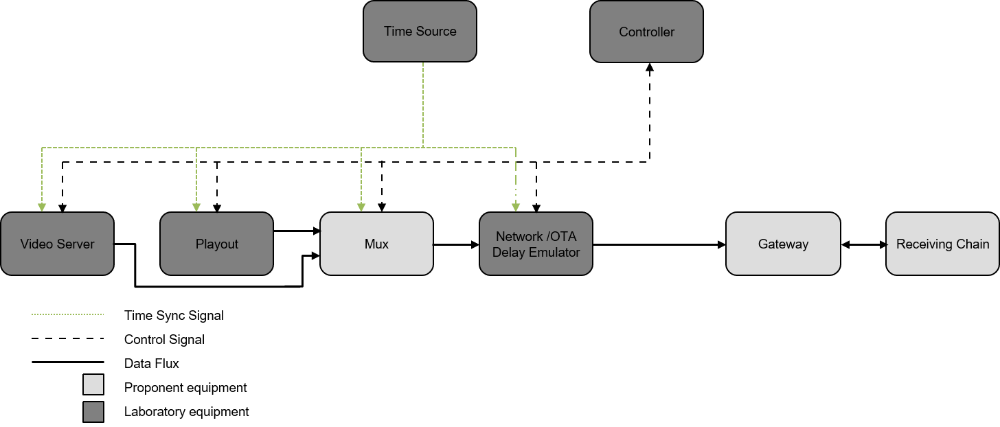 Time Source
Controller
Video Server
Playout
Mux
Network /OTA
Delay Emulator
Gateway
Receiving Chain
Time Sync Signal
Control Signal
Data Flux
Proponent equipment
Laboratory equipment